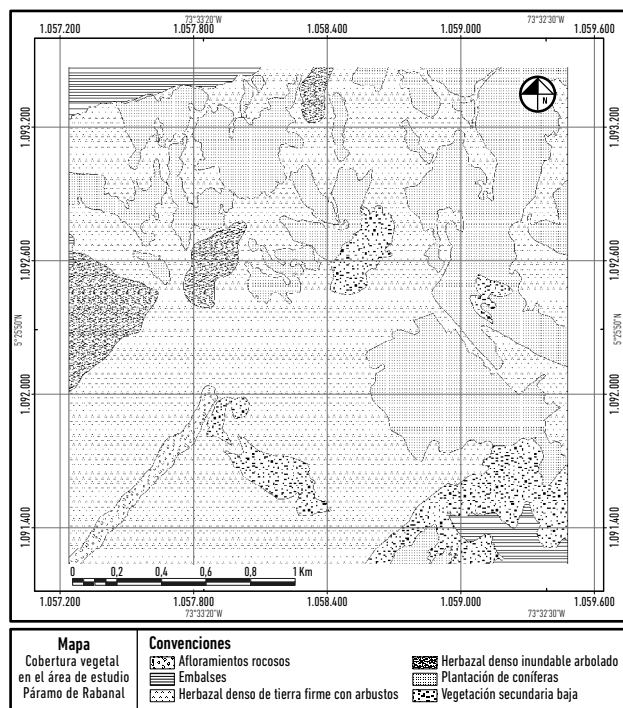 73°33'20"W 73°32'30"W
1.057.200 1.057.800 1.058.400 1.059.000 1.059.600
N
1.093.200 1.093.200
1.092.600 1.092.600
5°25'50"N 5°25'50"N
1.092.000 1.092.000
1.091.400 1.091.400
0 0,2 0,4 0,6 0,8 1 Km
1.057.200 1.057.800 1.058.400 1.059.000 1.059.600
73°33'20"W 73°32'30"W
Mapa
Cobertura vegetal
en el área de estudio
Páramo de Rabanal
Convenciones
Afloramientos rocosos
Embalses
Herbazal denso de tierra firme con arbustos
Herbazal denso inundable arbolado
Plantación de coníferas
Vegetación secundaria baja